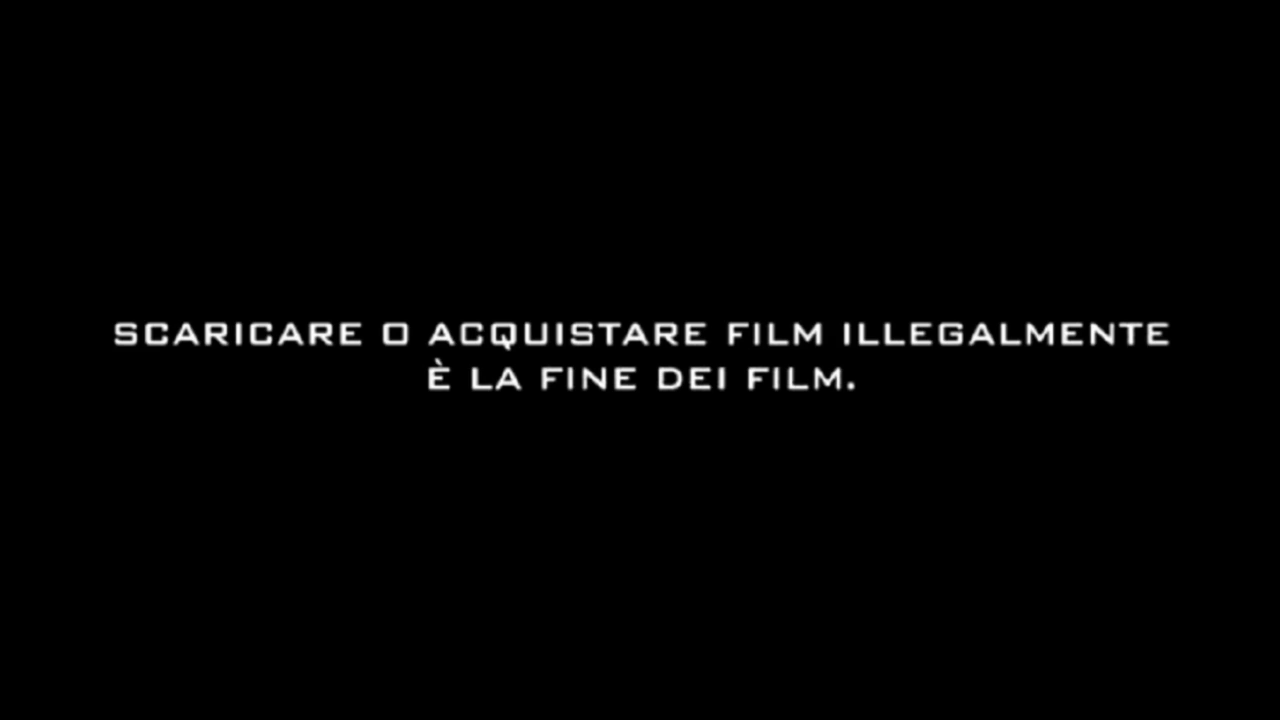 SCARICARE O ACQUISTARE FILM ILLEGALMENTE
È LA FINE DEI FILM.